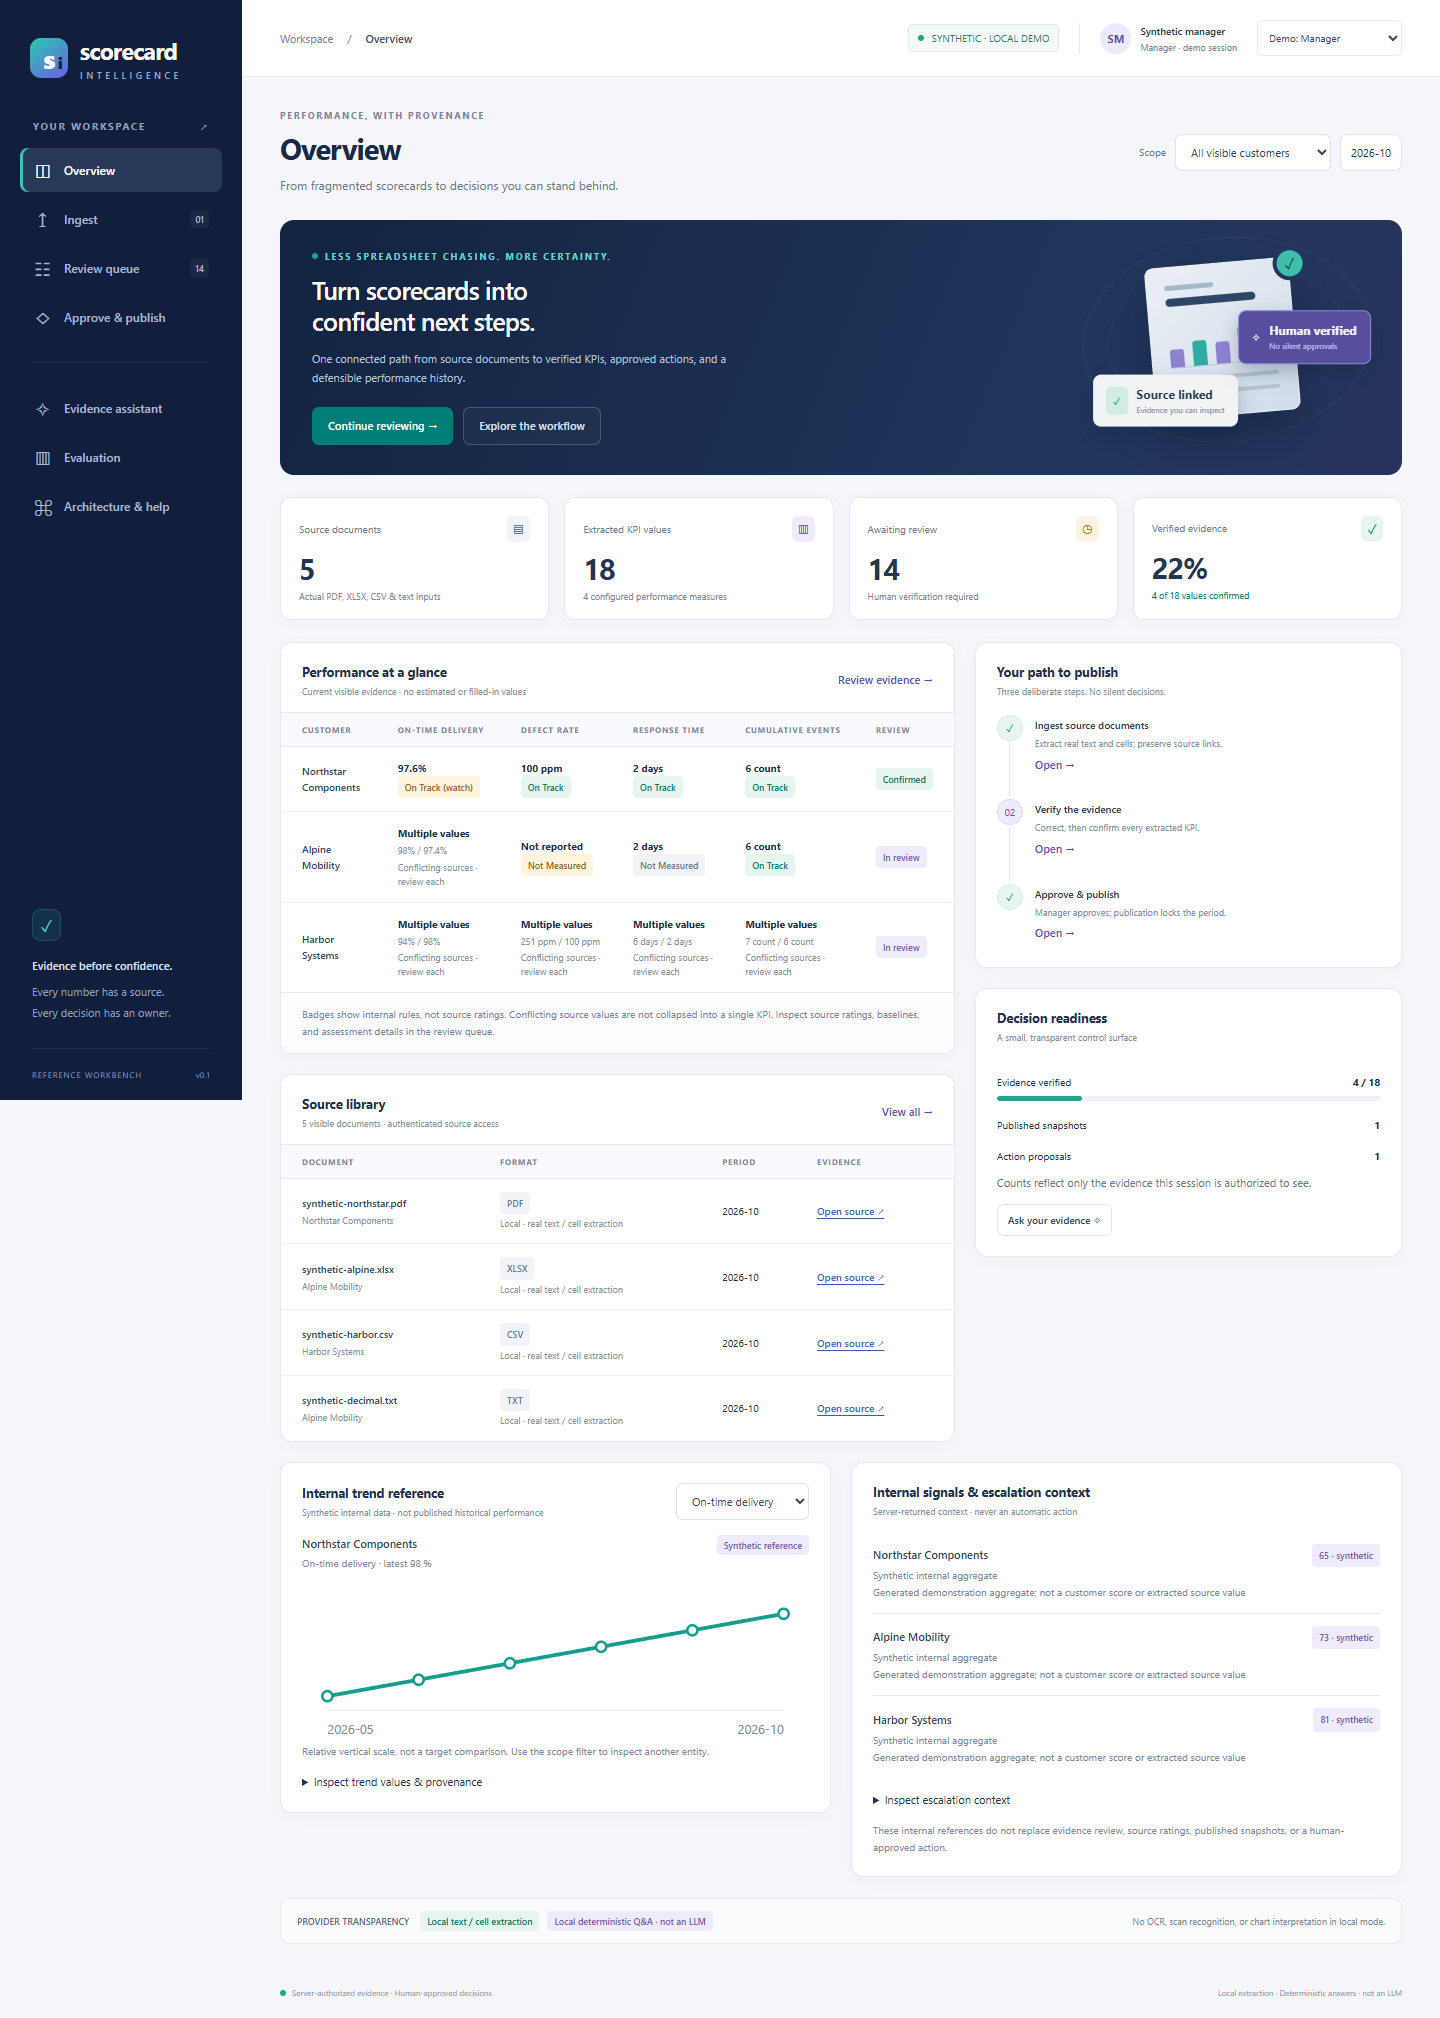 si scorecard
INTELLIGENCE
YOUR WORKSPACE ↗
Overview
Ingest 01
Review queue 14
Approve & publish
Evidence assistant
Evaluation
Architecture & help
✓
Evidence before confidence.
Every number has a source.
Every decision has an owner.
REFERENCE WORKBENCH v0.1
Workspace / Overview
SYNTHETIC · LOCAL DEMO
SM
Synthetic manager
Manager · demo session
Demo: Manager
PERFORMANCE, WITH PROVENANCE
Overview
From fragmented scorecards to decisions you can stand behind.
Scope All visible customers 2026-10
LESS SPREADSHEET CHASING. MORE CERTAINTY.
Turn scorecards into
confident next steps.
One connected path from source documents to verified KPIs, approved actions, and a
defensible performance history.
Continue reviewing → Explore the workflow
✓
Human verified
No silent approvals
✓ Source linked
Evidence you can inspect
Source documents
5
Actual PDF, XLSX, CSV & text inputs
Extracted KPI values
18
4 configured performance measures
Awaiting review
14
Human verification required
Verified evidence ✓
22%
4 of 18 values confirmed
Performance at a glance
Current visible evidence · no estimated or filled-in values
Review evidence →
CUSTOMER ON-TIME DELIVERY DEFECT RATE RESPONSE TIME CUMULATIVE EVENTS REVIEW
Northstar
Components
97.6% 100 ppm 2 days 6 count
On Track (watch) On Track On Track On Track
Confirmed
Alpine
Mobility
Multiple values
98% / 97.4%
Conflicting sources ·
review each
Not reported
Not Measured
2 days
Not Measured
6 count
On Track
In review
Harbor
Systems
Multiple values
94% / 98%
Conflicting sources ·
review each
Multiple values
251 ppm / 100 ppm
Conflicting sources ·
review each
Multiple values
6 days / 2 days
Conflicting sources ·
review each
Multiple values
7 count / 6 count
Conflicting sources ·
review each
In review
Badges show internal rules, not source ratings. Conflicting source values are not collapsed into a single KPI. Inspect source ratings, baselines,
and assessment details in the review queue.
Your path to publish
Three deliberate steps. No silent decisions.
✓ Ingest source documents
Extract real text and cells; preserve source links.
Open →
02 Verify the evidence
Correct, then confirm every extracted KPI.
Open →
✓ Approve & publish
Manager approves; publication locks the period.
Open →
Decision readiness
A small, transparent control surface
Evidence verified 4 / 18
Published snapshots 1
Action proposals 1
Counts reflect only the evidence this session is authorized to see.
Ask your evidence ✧
Source library
5 visible documents · authenticated source access
View all →
DOCUMENT FORMAT PERIOD EVIDENCE
synthetic-northstar.pdf
Northstar Components
PDF
Local · real text / cell extraction
2026-10
Open source ↗
synthetic-alpine.xlsx
Alpine Mobility
XLSX
Local · real text / cell extraction
2026-10
Open source ↗
synthetic-harbor.csv
Harbor Systems
CSV
Local · real text / cell extraction
2026-10
Open source ↗
synthetic-decimal.txt
Alpine Mobility
TXT
Local · real text / cell extraction
2026-10
Open source ↗
Internal trend reference
Synthetic internal data · not published historical performance
On-time delivery
Northstar Components
On-time delivery · latest 98 %
Synthetic reference
2026-05 2026-10
Relative vertical scale, not a target comparison. Use the scope filter to inspect another entity.
▶ Inspect trend values & provenance
Internal signals & escalation context
Server-returned context · never an automatic action
Northstar Components 65 · synthetic
Synthetic internal aggregate
Generated demonstration aggregate; not a customer score or extracted source value
Alpine Mobility 73 · synthetic
Synthetic internal aggregate
Generated demonstration aggregate; not a customer score or extracted source value
Harbor Systems 81 · synthetic
Synthetic internal aggregate
Generated demonstration aggregate; not a customer score or extracted source value
▶ Inspect escalation context
These internal references do not replace evidence review, source ratings, published snapshots, or a human-
approved action.
PROVIDER TRANSPARENCY Local text / cell extraction Local deterministic Q&A · not an LLM No OCR, scan recognition, or chart interpretation in local mode.
Server-authorized evidence · Human-approved decisions Local extraction · Deterministic answers · not an LLM